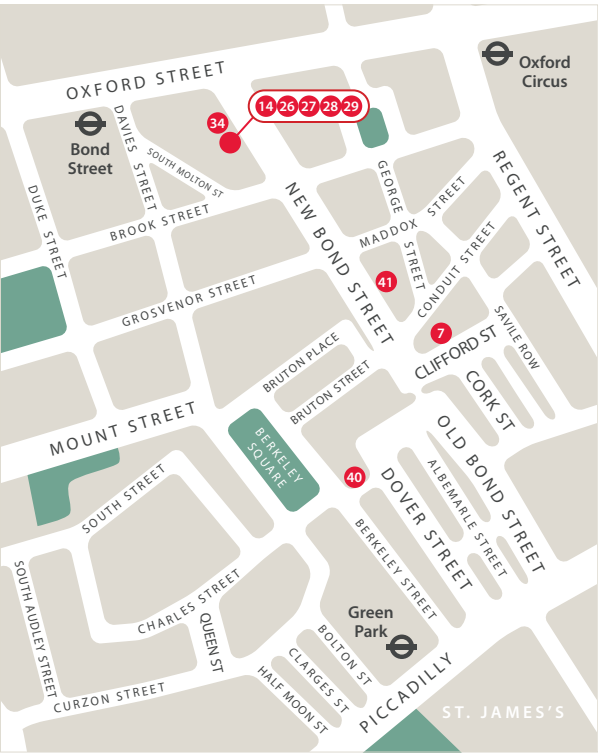 OXFORD STREET
Oxford
Circus
14 26 27 28 29
34
Bond
Street
DAVIES STREET
SOUTH MOLTON ST
DUKE STREET
BROOK STREET
NEW BOND STREET
GEORGE STREET
MADDOX STREET
REGENT STREET
CONDUIT STREET
41
GROSVENOR STREET
7
SAVILE ROW
CLIFFORD ST
CORK ST
BRUTON PLACE
BRUTON STREET
MOUNT STREET
BERKELEY
SQUARE
40
OLD BOND STREET
ALBEMARLE STREET
DOVER STREET
BERKELEY STREET
SOUTH STREET
SOUTH AUDLEY STREET
CHARLES STREET
QUEEN ST
CURZON STREET
Green
Park
BOLTON ST
CLARGES ST
HALF MOON ST
PICCADILLY
ST. JAMES'S